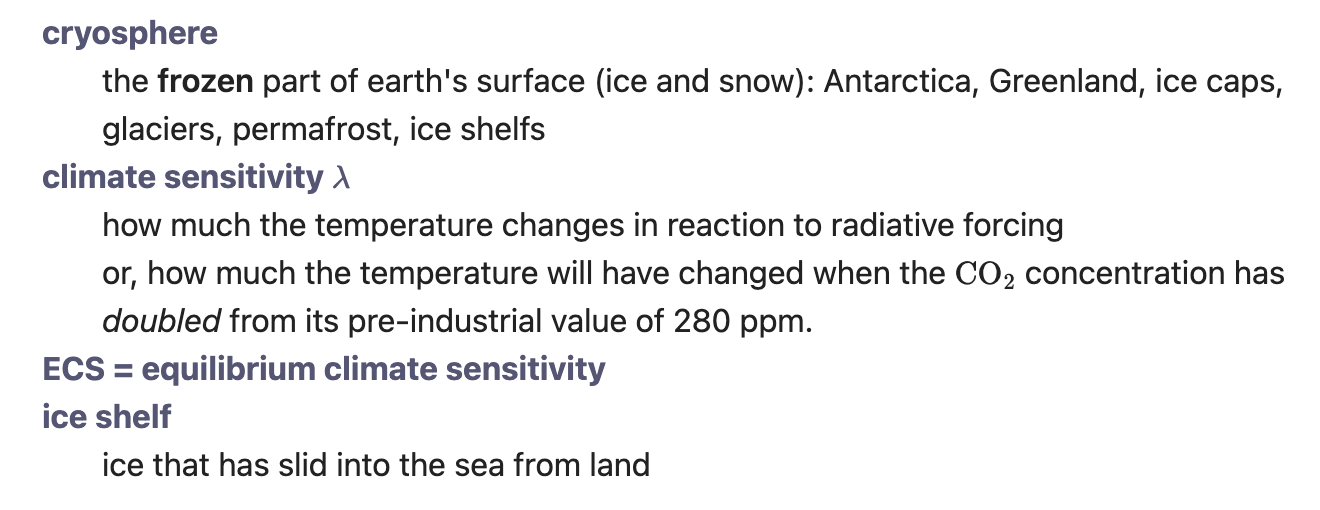 cryosphere
the frozen part of earth's surface (ice and snow): Antarctica, Greenland, ice caps,
glaciers, permafrost, ice shelfs
climate sensitivity λ
how much the temperature changes in reaction to radiative forcing
or, how much the temperature will have changed when the CO₂ concentration has
doubled from its pre-industrial value of 280 ppm.
ECS = equilibrium climate sensitivity
ice shelf
ice that has slid into the sea from land